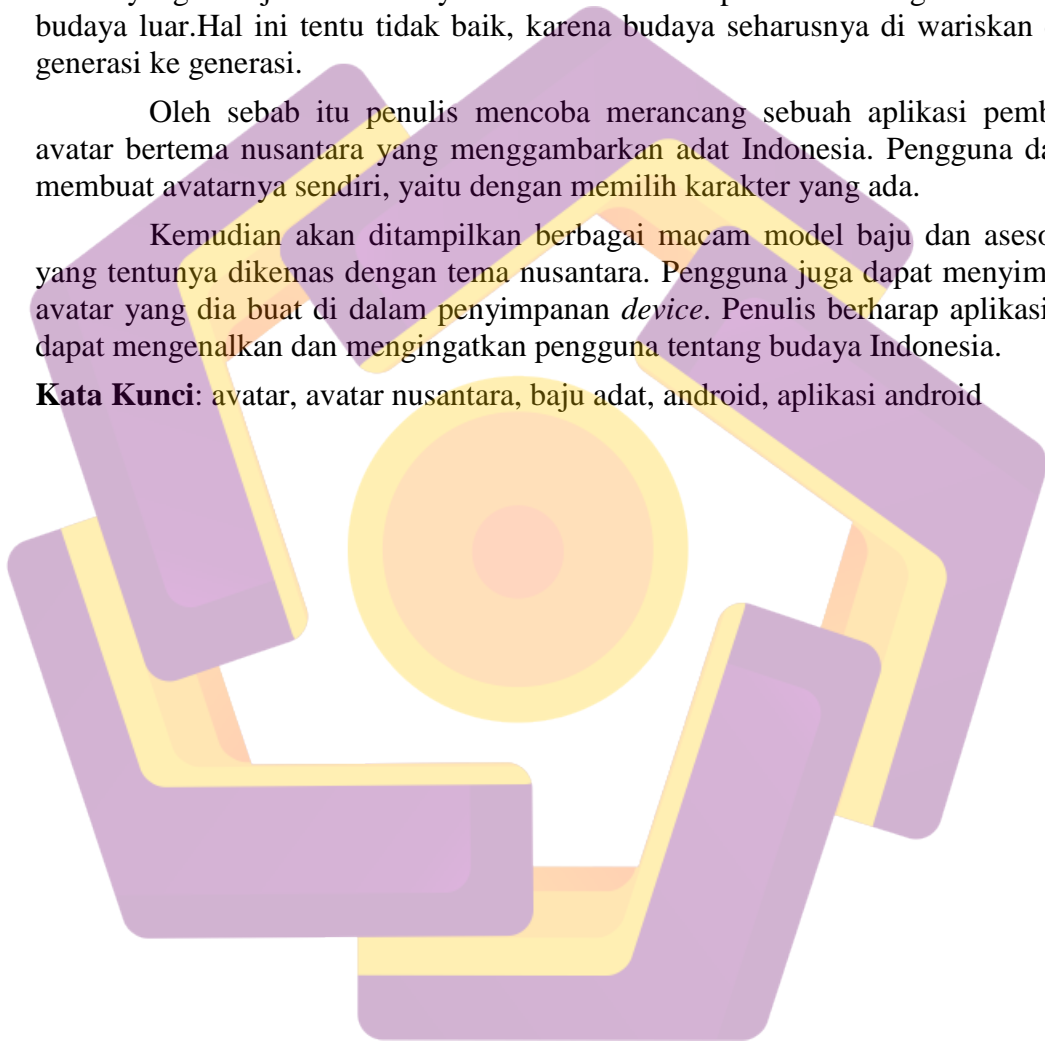 budaya luar.Hal ini tentu tidak baik, karena budaya seharusnya di wariskan
generasi ke generasi.
Oleh sebab itu penulis mencoba merancang sebuah aplikasi
avatar bertema nusantara yang menggambarkan adat Indonesia. Pengguna
membuat avatarnya sendiri, yaitu dengan memilih karakter yang ada.
Kemudian akan ditampilkan berbagai macam model baju dan
yang tentunya dikemas dengan tema nusantara. Pengguna juga dapat
avatar yang dia buat di dalam penyimpanan device. Penulis berharap aplikasi
dapat mengenalkan dan mengingatkan pengguna tentang budaya Indonesia.
Kata Kunci: avatar, avatar nusantara, baju adat, android, aplikasi android